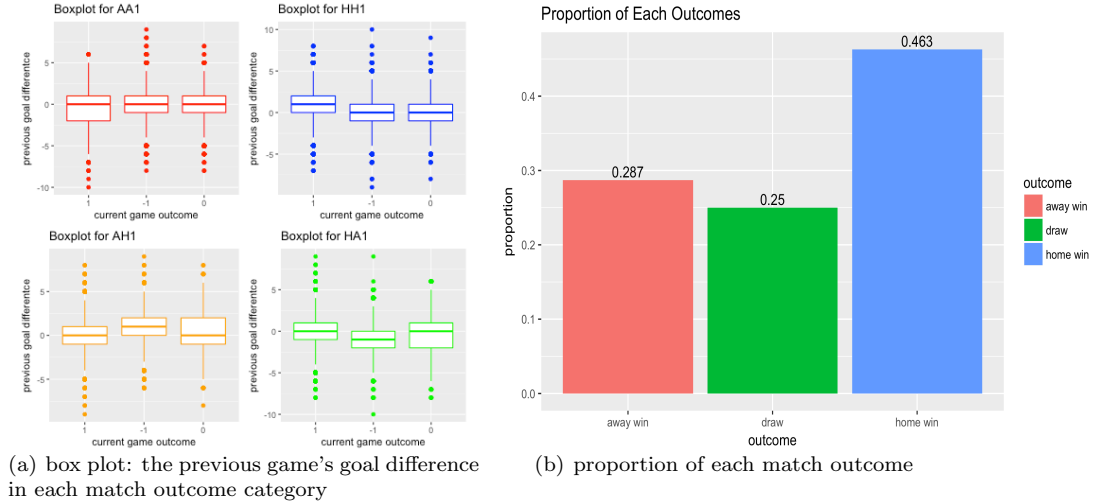 Boxplot for AA1
previous goal differentce
5
0
-5
-10
1
-1
0
current game outcome
Boxplot for HH1
previous goal differentce
10
5
0
-5
1
-1
0
current game outcome
Boxplot for AH1
previous goal differentce
5
0
-5
1
-1
0
current game outcome
Boxplot for HA1
previous goal differentce
5
0
-5
-10
1
-1
0
current game outcome
(a) box plot: the previous game's goal difference
in each match outcome category
Proportion of Each Outcomes
proportion
0.4
0.3
0.2
0.1
0.0
0.287
0.25
0.463
away win
draw
home win
outcome
outcome
away win
draw
home win
(b) proportion of each match outcome